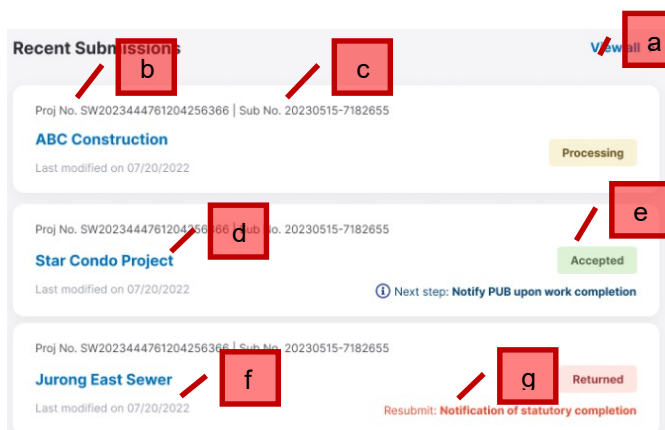 Recent Submissions
View all
a
b
c
Proj No. SW2023444761204256366 | Sub No. 20230515-7182655
ABC Construction
Processing
Last modified on 07/20/2022
e
d
Proj No. SW2023444761204256366 | Sub No. 20230515-7182655
Star Condo Project
Accepted
Last modified on 07/20/2022
Next step: Notify PUB upon work completion
Proj No. SW2023444761204256366 | Sub No. 20230515-7182655
f
g
Jurong East Sewer
Returned
Last modified on 07/20/2022
Resubmit: Notification of statutory completion